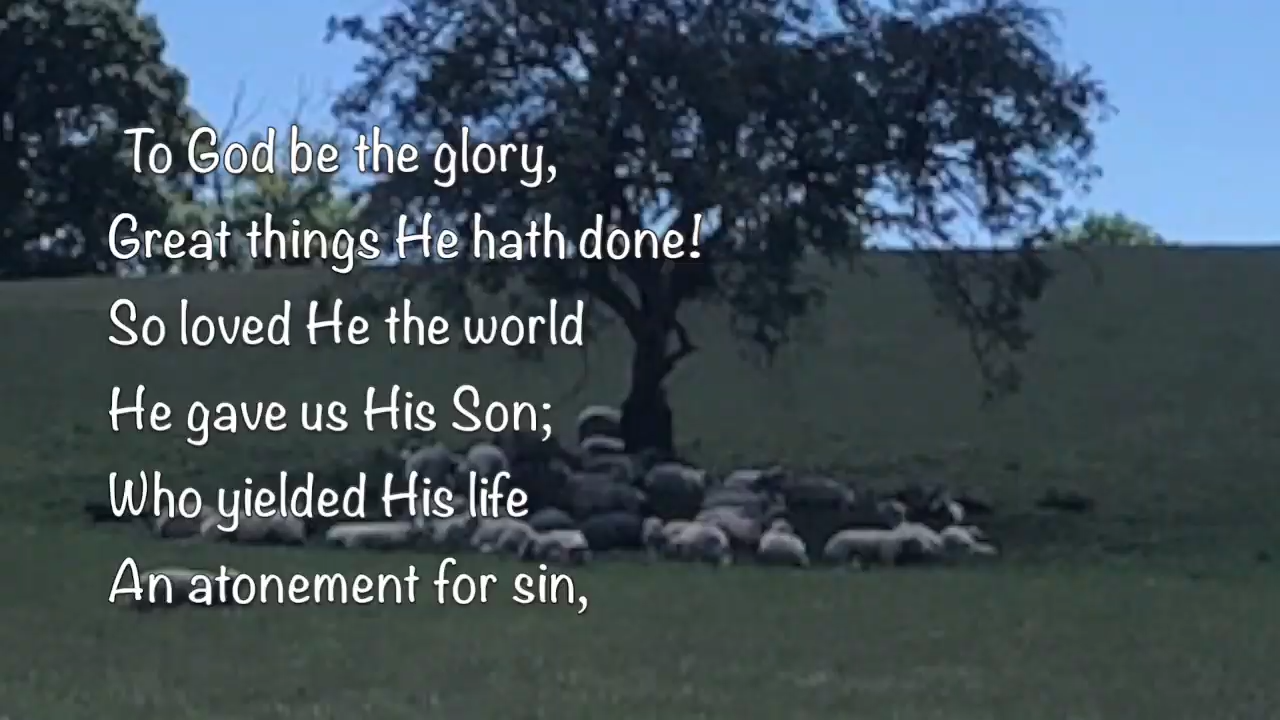 To God be the glory,
Great things He hath done!
So loved He the world
He gave us His Son;
Who yielded His life
An atonement for sin,